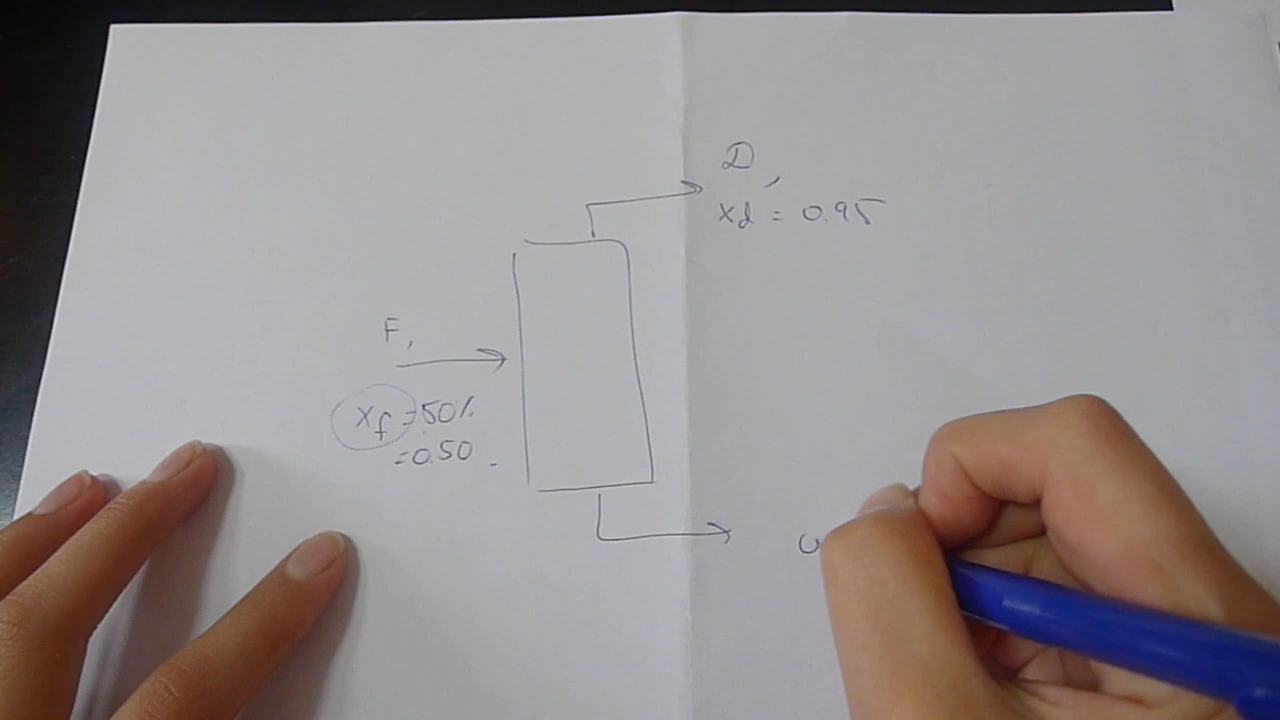 D,
xd = 0.95
F,
xf = 50%
= 0.50